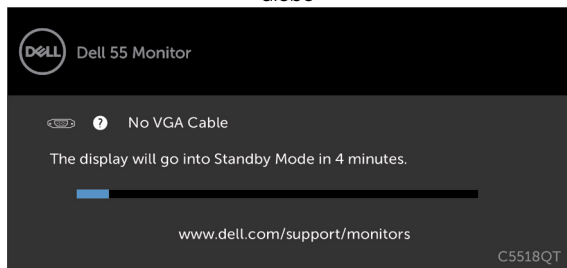 DELL
Dell 55 Monitor
? No VGA Cable
The display will go into Standby Mode in 4 minutes.
www.dell.com/support/monitors
C5518QT